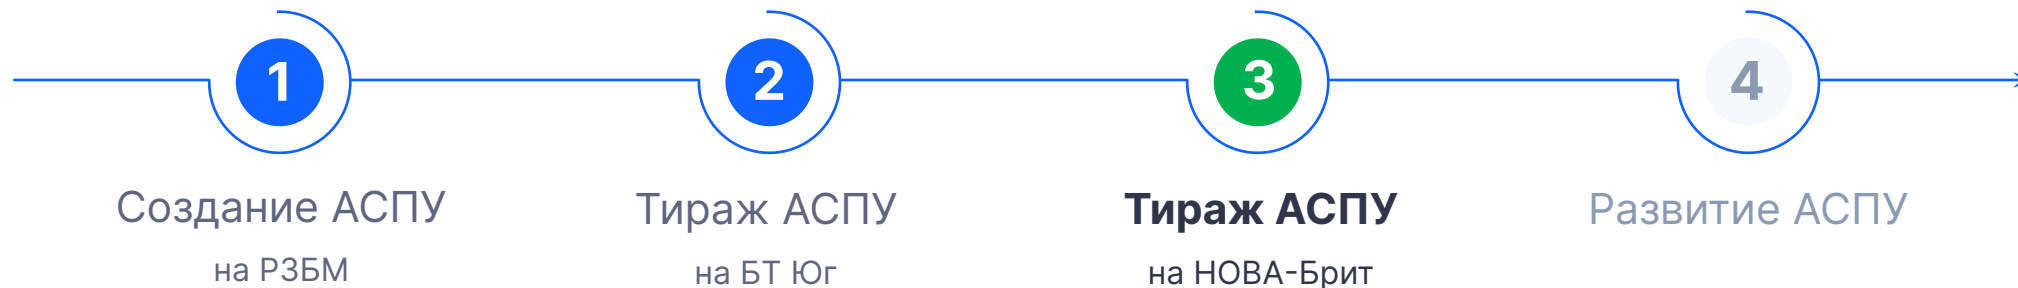 1
2
3
4
Создание АСПУ
Тираж АСПУ
Тираж АСПУ
Развитие АСПУ
на РЗБМ
на БТ Юг
на НОВА-Брит